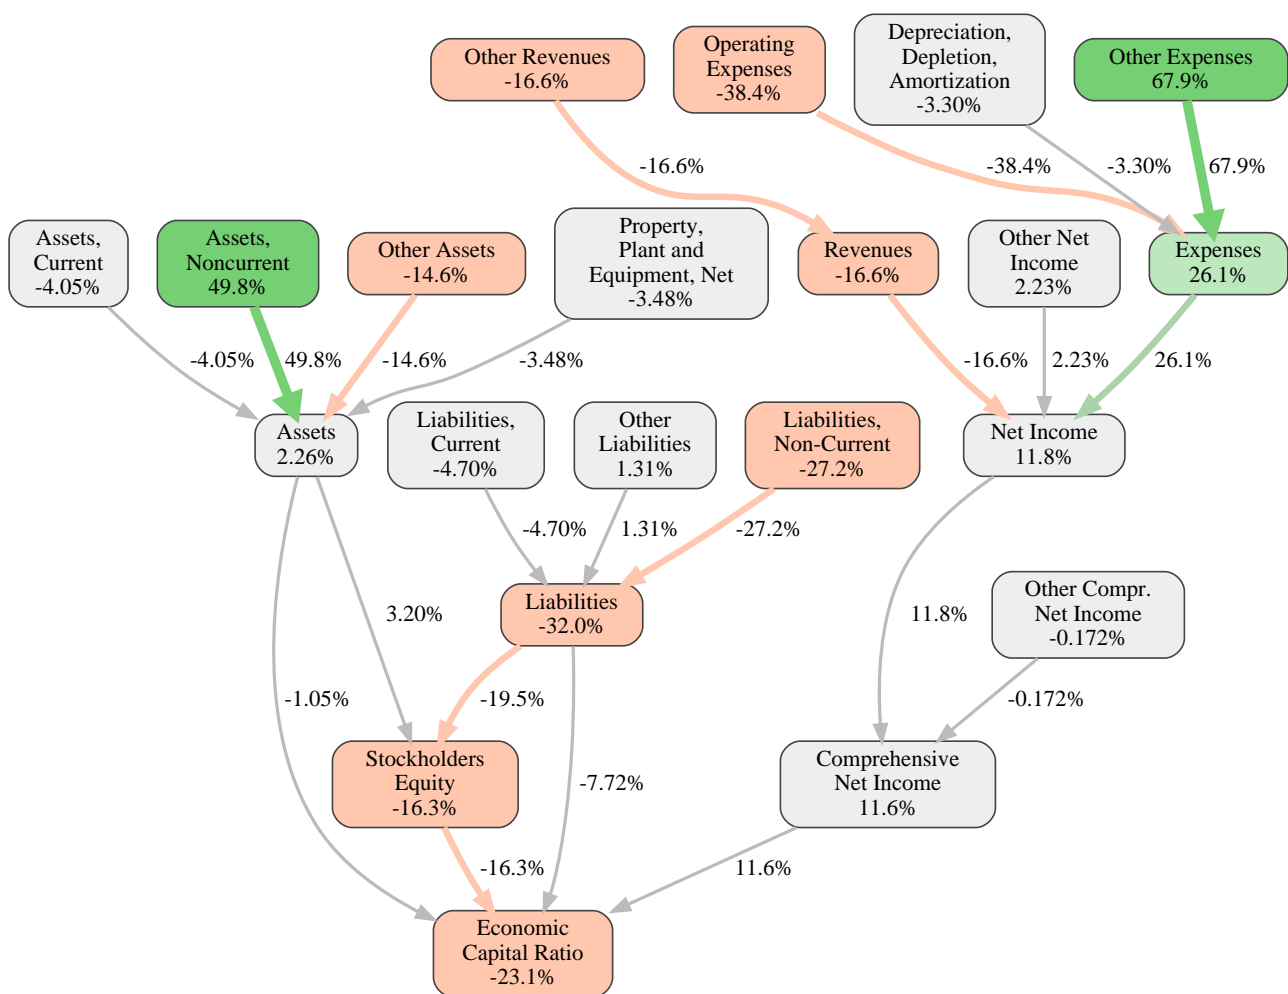 Other Revenues
-16.6%
Operating
Expenses
-38.4%
Depreciation,
Depletion,
Amortization
-3.30%
Other Expenses
67.9%
-16.6%
-38.4%
-3.30%
67.9%
Assets,
Current
-4.05%
Assets,
Noncurrent
49.8%
Other Assets
-14.6%
Property,
Plant and
Equipment, Net
-3.48%
Revenues
-16.6%
Other Net
Income
2.23%
Expenses
26.1%
-4.05%
49.8%
-14.6%
-3.48%
-16.6%
2.23%
26.1%
Assets
2.26%
Liabilities,
Current
-4.70%
Other
Liabilities
1.31%
Liabilities,
Non-Current
-27.2%
Net Income
11.8%
-4.70%
1.31%
-27.2%
Liabilities
-32.0%
3.20%
11.8%
Other Compr.
Net Income
-0.172%
-1.05%
-19.5%
-0.172%
Stockholders
Equity
-16.3%
-7.72%
Comprehensive
Net Income
11.6%
-16.3%
11.6%
Economic
Capital Ratio
-23.1%